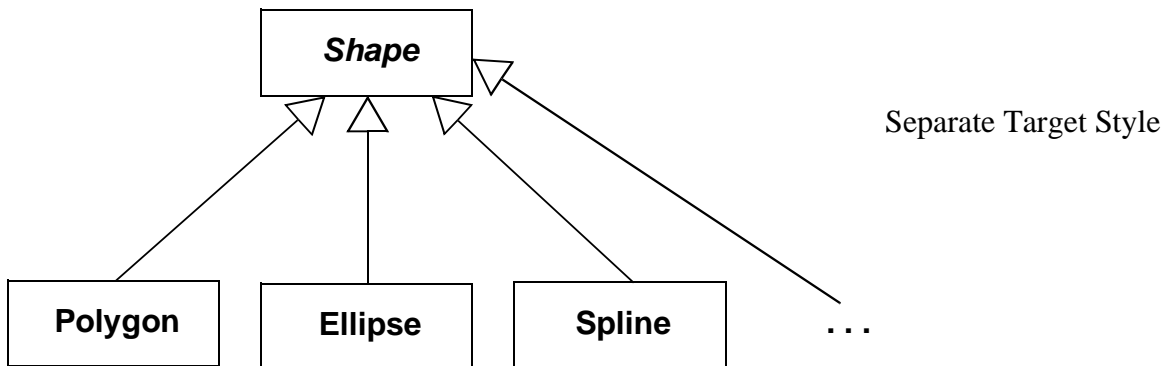 Shape
Separate Target Style
Polygon
Ellipse
Spline
. . .